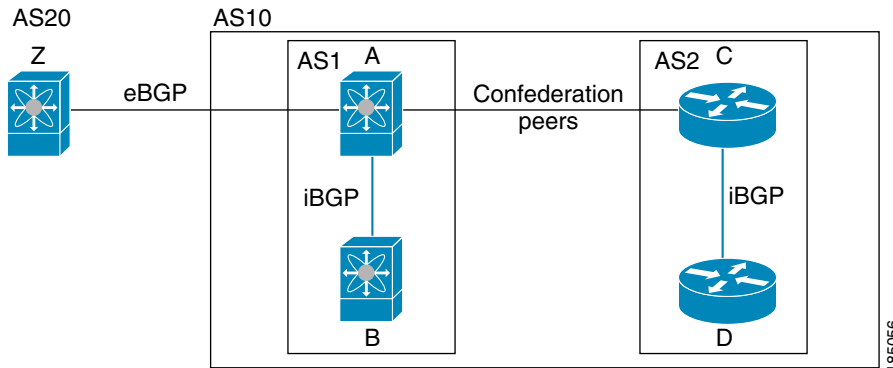 AS20
AS10
Z
AS1
A
AS2
C
eBGP
Confederation
peers
iBGP
iBGP
B
D